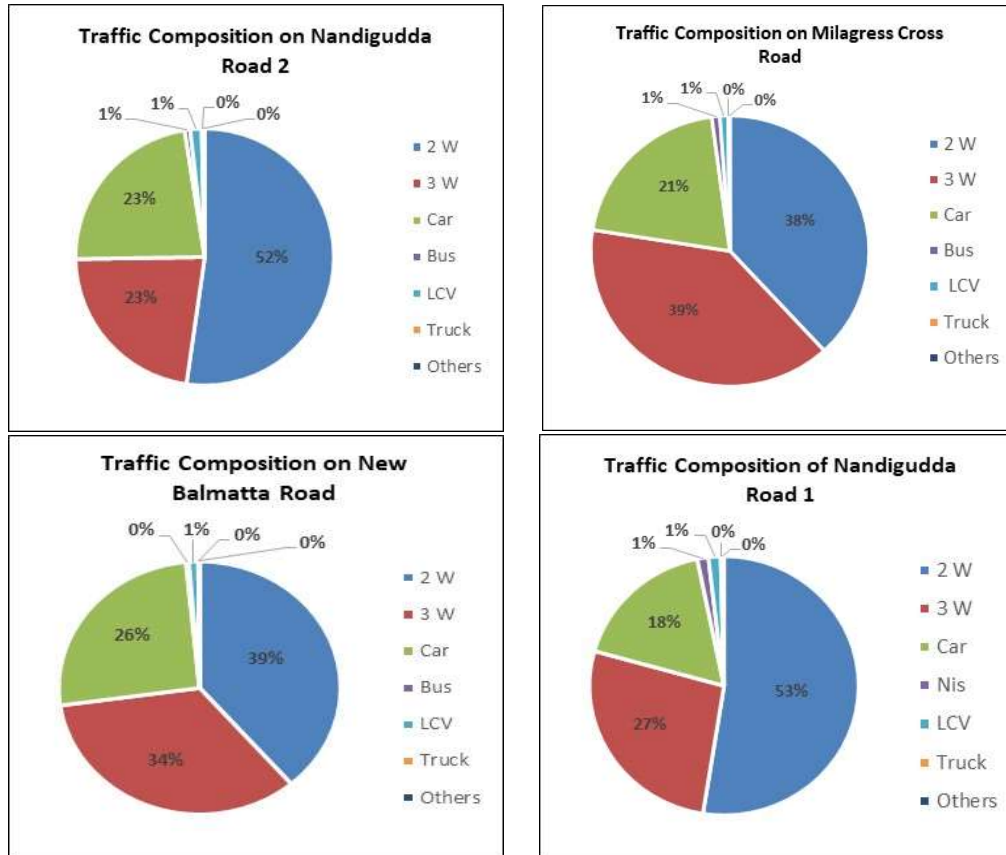 Traffic Composition on Nandigudda
Road 2
1%
1%
0%
0%
23%
52%
23%
2 W
3 W
Car
Bus
LCV
Truck
Others
Traffic Composition on Milagress Cross
Road
1%
1%
0%
0%
21%
38%
39%
2 W
3 W
Car
Bus
LCV
Truck
Others
Traffic Composition on New
Balmatta Road
0%
1%
0%
0%
26%
39%
34%
2 W
3 W
Car
Bus
LCV
Truck
Others
Traffic Composition of Nandigudda
Road 1
1%
1%
0%
0%
18%
53%
27%
2 W
3 W
Car
Nis
LCV
Truck
Others